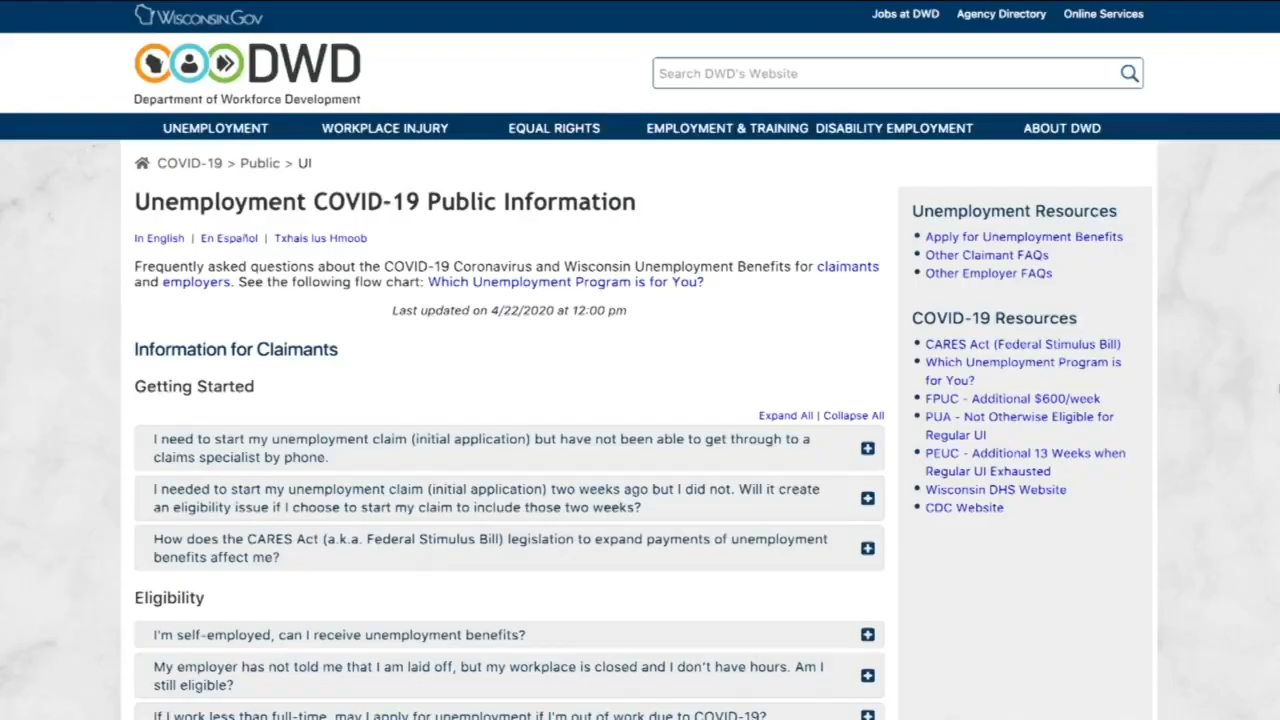 WISCONSIN.GOV
Jobs at DWD Agency Directory Online Services
DWD
Department of Workforce Development
Search DWD's Website
UNEMPLOYMENT WORKPLACE INJURY EQUAL RIGHTS EMPLOYMENT & TRAINING DISABILITY EMPLOYMENT ABOUT DWD
COVID-19 > Public > UI
Unemployment COVID-19 Public Information
In English | En Español | Txhais lus Hmoob
Frequently asked questions about the COVID-19 Coronavirus and Wisconsin Unemployment Benefits for claimants
and employers. See the following flow chart: Which Unemployment Program is for You?
Last updated on 4/22/2020 at 12:00 pm
Information for Claimants
Getting Started
Expand All | Collapse All
I need to start my unemployment claim (initial application) but have not been able to get through to a
claims specialist by phone.
I needed to start my unemployment claim (initial application) two weeks ago but I did not. Will it create
an eligibility issue if I choose to start my claim to include those two weeks?
How does the CARES Act (a.k.a. Federal Stimulus Bill) legislation to expand payments of unemployment
benefits affect me?
Eligibility
I'm self-employed, can I receive unemployment benefits?
My employer has not told me that I am laid off, but my workplace is closed and I don't have hours. Am I
still eligible?
If I work less than full-time, may I apply for unemployment if I'm out of work due to COVID-19?
Unemployment Resources
Apply for Unemployment Benefits
Other Claimant FAQs
Other Employer FAQs
COVID-19 Resources
CARES Act (Federal Stimulus Bill)
Which Unemployment Program is
for You?
FPUC - Additional $600/week
PUA - Not Otherwise Eligible for
Regular UI
PEUC - Additional 13 Weeks when
Regular UI Exhausted
Wisconsin DHS Website
CDC Website